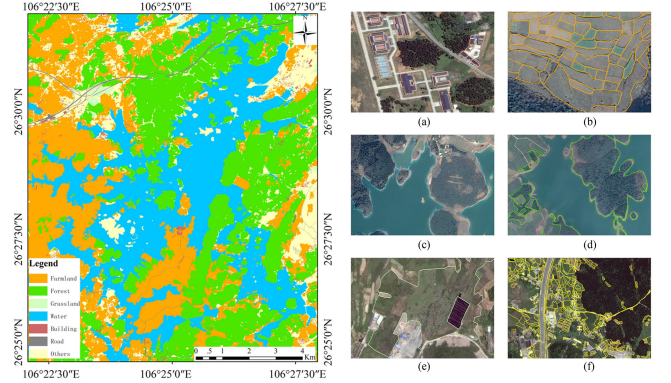 106°22'30"E 106°25'0"E 106°27'30"E
N
26°30'0"N 26°30'0"N
26°27'30"N 26°27'30"N
26°25'0"N 26°25'0"N
Legend
Farmland
Forest
Grassland
Water
Building
Road
Others
0 .5 1 2 3 4
Km
106°22'30"E 106°25'0"E 106°27'30"E
(a) (b)
(c) (d)
(e) (f)